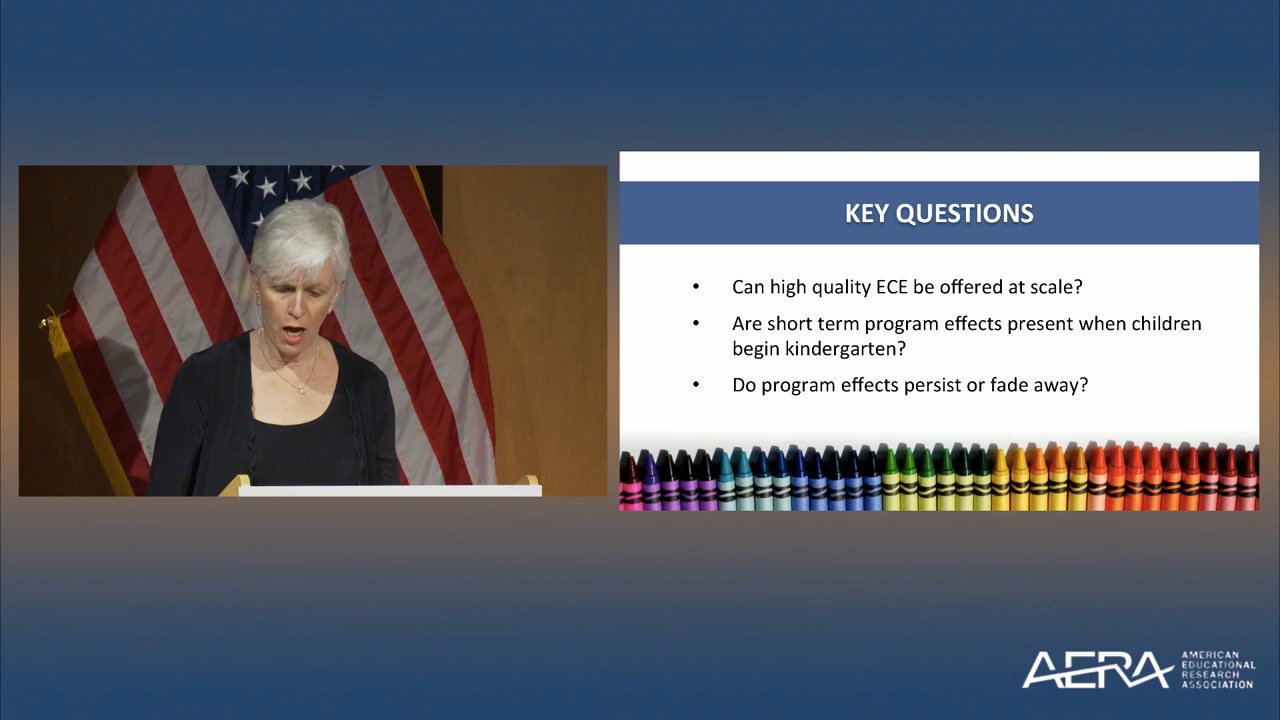 KEY QUESTIONS
• Can high quality ECE be offered at scale?
• Are short term program effects present when children
begin kindergarten?
• Do program effects persist or fade away?
AERA
AMERICAN
EDUCATIONAL
RESEARCH
ASSOCIATION